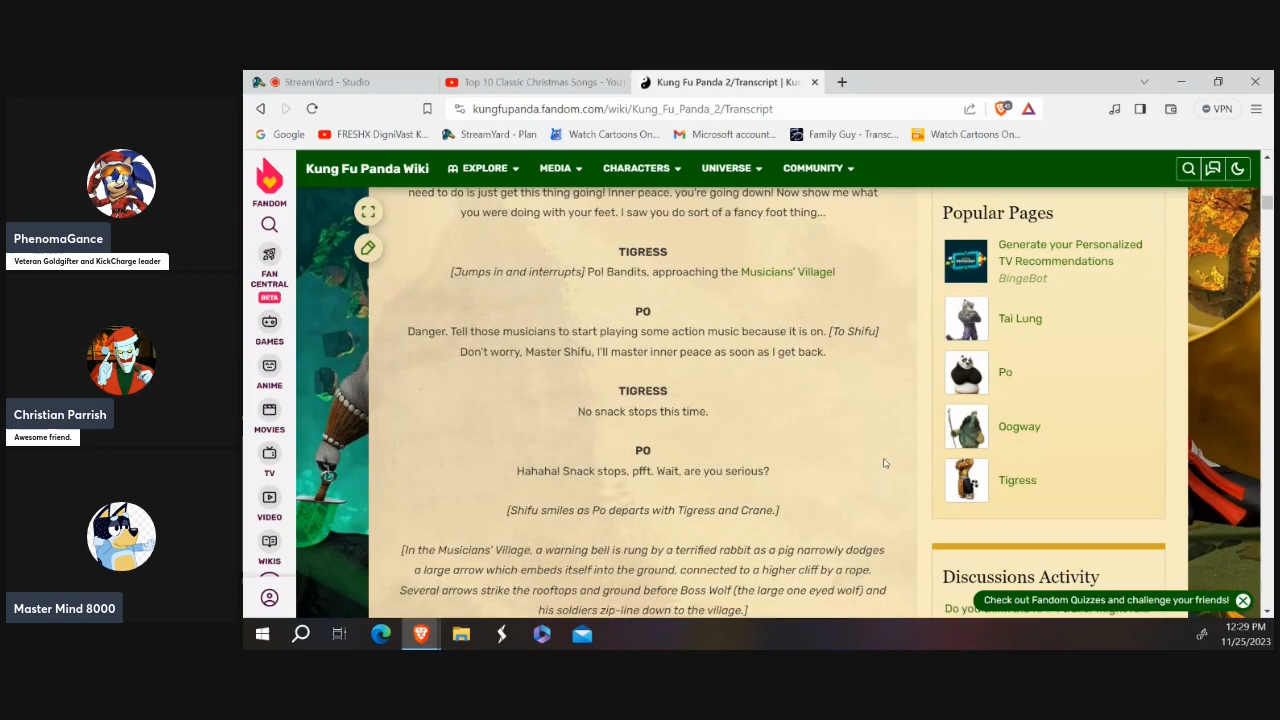 PhenomaGance
Veteran Goldgifter and KickCharge leader
Christian Parrish
Awesome friend.
Master Mind 8000
StreamYard - Studio
Top 10 Classic Christmas Songs - You
Kung Fu Panda 2/Transcript | Ku
kungfupanda.fandom.com/wiki/Kung_Fu_Panda_2/Transcript
VPN
Google
FRESHX DigniVast K...
StreamYard - Plan
Watch Cartoons On...
Microsoft account...
Family Guy - Transc...
Watch Cartoons On...
Kung Fu Panda Wiki
EXPLORE
MEDIA
CHARACTERS
UNIVERSE
COMMUNITY
FANDOM
FAN
CENTRAL
BETA
GAMES
ANIME
MOVIES
TV
VIDEO
WIKIS
need to do is just get this thing going! Inner peace, you're going down! Now show me what
you were doing with your feet. I saw you do sort of a fancy foot thing...
TIGRESS
[Jumps in and interrupts] Po! Bandits, approaching the Musicians' Village!
PO
Danger. Tell those musicians to start playing some action music because it is on. [To Shifu]
Don't worry, Master Shifu, I'll master inner peace as soon as I get back.
TIGRESS
No snack stops this time.
PO
Hahaha! Snack stops, pfft. Wait, are you serious?
[Shifu smiles as Po departs with Tigress and Crane.]
[In the Musicians' Village, a warning bell is rung by a terrified rabbit as a pig narrowly dodges
a large arrow which embeds itself into the ground, connected to a higher cliff by a rope.
Several arrows strike the rooftops and ground before Boss Wolf (the large one eyed wolf) and
his soldiers zip-line down to the village.]
Popular Pages
Generate your Personalized
TV Recommendations
BingeBot
Tai Lung
Po
Oogway
Tigress
Discussions Activity
Check out Fandom Quizzes and challenge your friends!
12:29 PM
11/25/2023